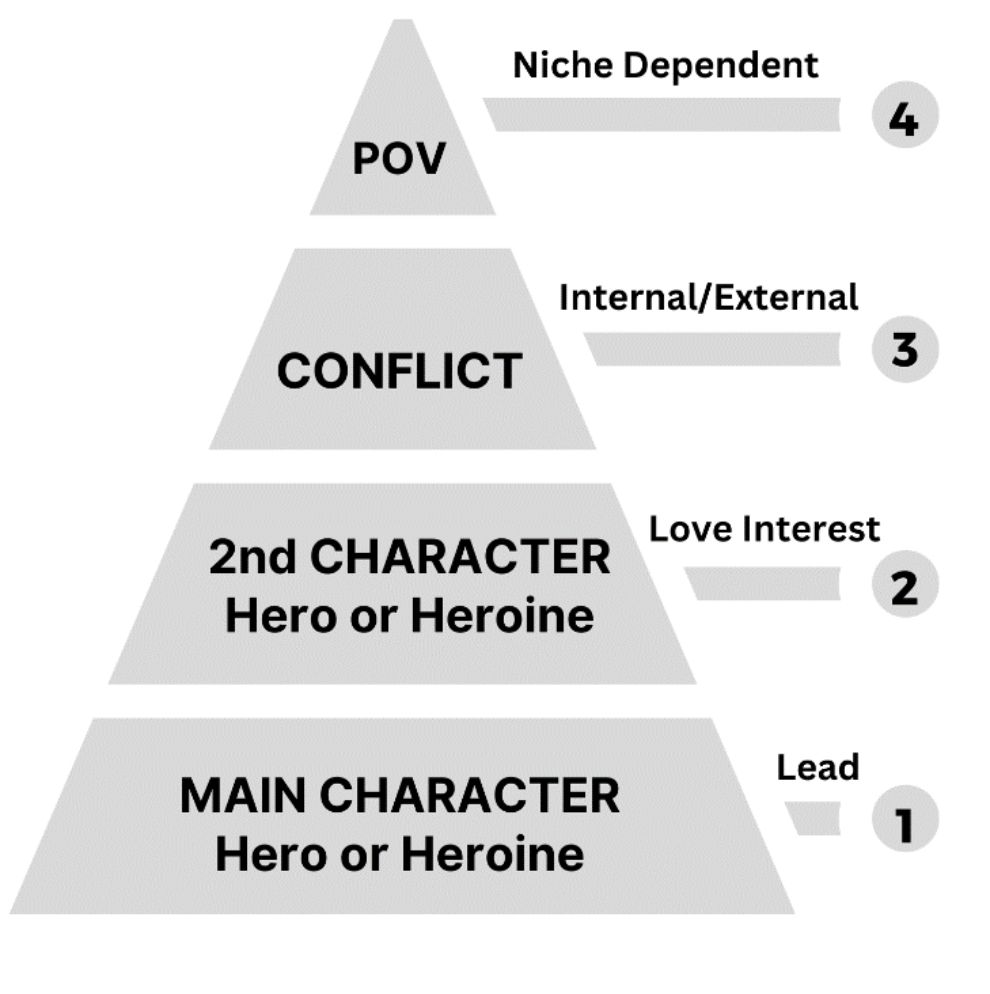 Niche Dependent
4
POV
Internal/External
3
CONFLICT
Love Interest
2
2nd CHARACTER
Hero or Heroine
Lead
1
MAIN CHARACTER
Hero or Heroine